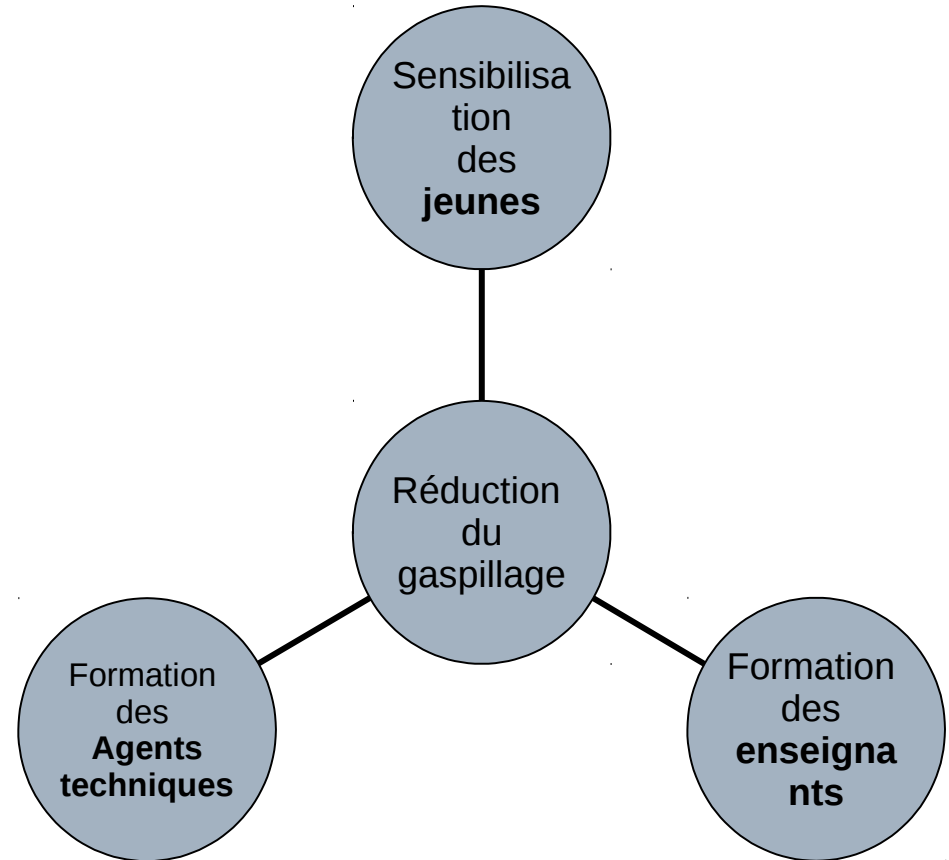 Sensibilisa
tion
des
jeunes
Réduction
du
gaspillage
Formation
des
Agents
techniques
Formation
des
enseigna
nts